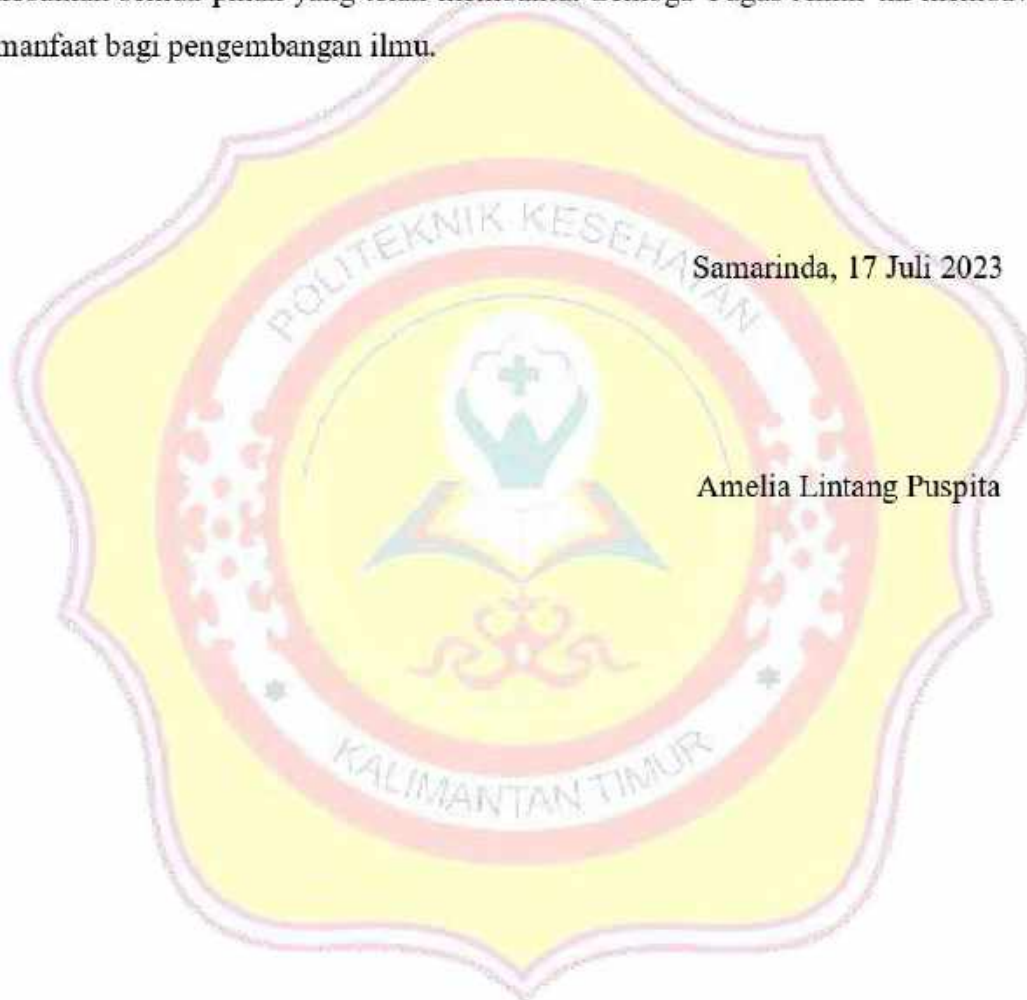 manfaat bagi pengembangan ilmu.
POLITEKNIK KESEHATAN
Samarinda, 17 Juli 2023
Amelia Lintang Puspita
KALIMANTAN TIMUR